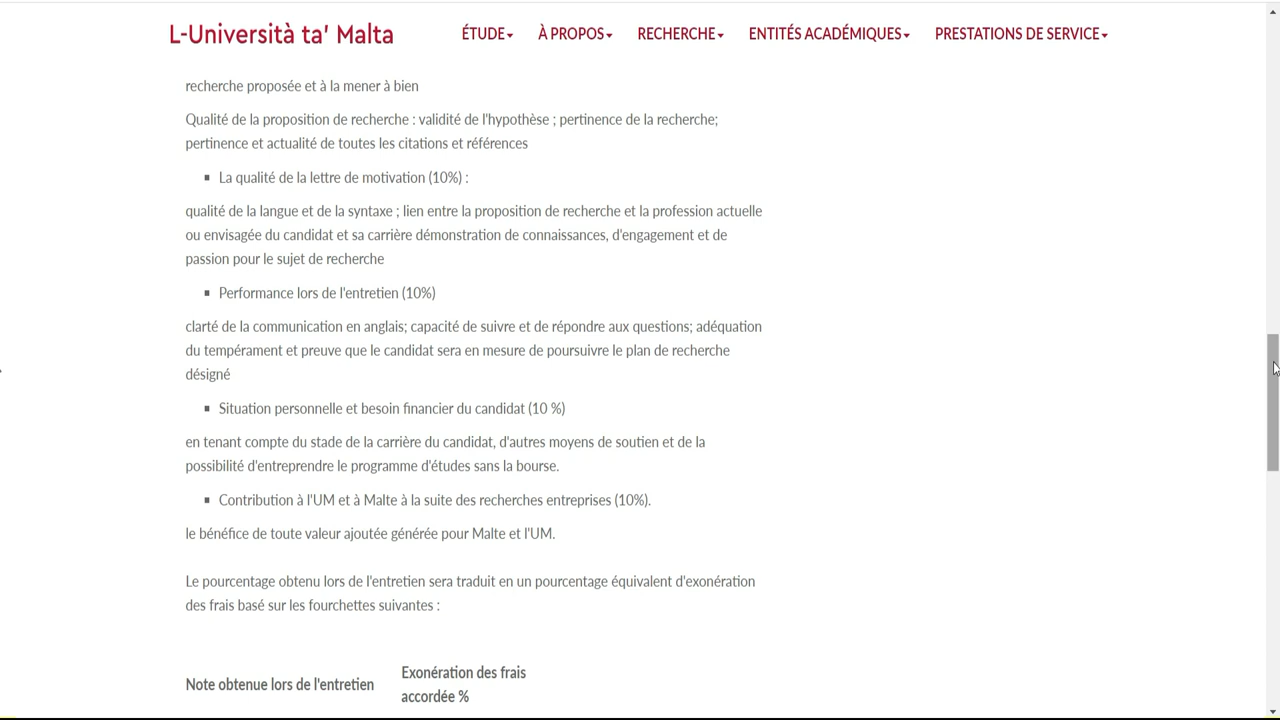 L-Università ta' Malta
ÉTUDE À PROPOS RECHERCHE ENTITÉS ACADÉMIQUES PRESTATIONS DE SERVICE
recherche proposée et à la mener à bien
Qualité de la proposition de recherche : validité de l'hypothèse ; pertinence de la recherche;
pertinence et actualité de toutes les citations et références
▪ La qualité de la lettre de motivation (10%) :
qualité de la langue et de la syntaxe ; lien entre la proposition de recherche et la profession actuelle
ou envisagée du candidat et sa carrière démonstration de connaissances, d'engagement et de
passion pour le sujet de recherche
▪ Performance lors de l'entretien (10%)
clarté de la communication en anglais; capacité de suivre et de répondre aux questions; adéquation
du tempérament et preuve que le candidat sera en mesure de poursuivre le plan de recherche
désigné
▪ Situation personnelle et besoin financier du candidat (10 %)
en tenant compte du stade de la carrière du candidat, d'autres moyens de soutien et de la
possibilité d'entreprendre le programme d'études sans la bourse.
▪ Contribution à l'UM et à Malte à la suite des recherches entreprises (10%).
le bénéfice de toute valeur ajoutée générée pour Malte et l'UM.
Le pourcentage obtenu lors de l'entretien sera traduit en un pourcentage équivalent d'exonération
des frais basé sur les fourchettes suivantes :
Note obtenue lors de l'entretien
Exonération des frais
accordée %